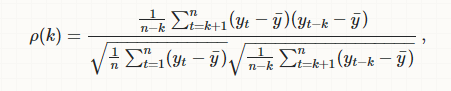 ρ(k) = \frac{\frac{1}{n-k} \sum_{t=k+1}^{n} (y_t - \bar{y})(y_{t-k} - \bar{y})}{\sqrt{\frac{1}{n} \sum_{t=1}^{n} (y_t - \bar{y})} \sqrt{\frac{1}{n-k} \sum_{t=k+1}^{n} (y_{t-k} - \bar{y})}} ,